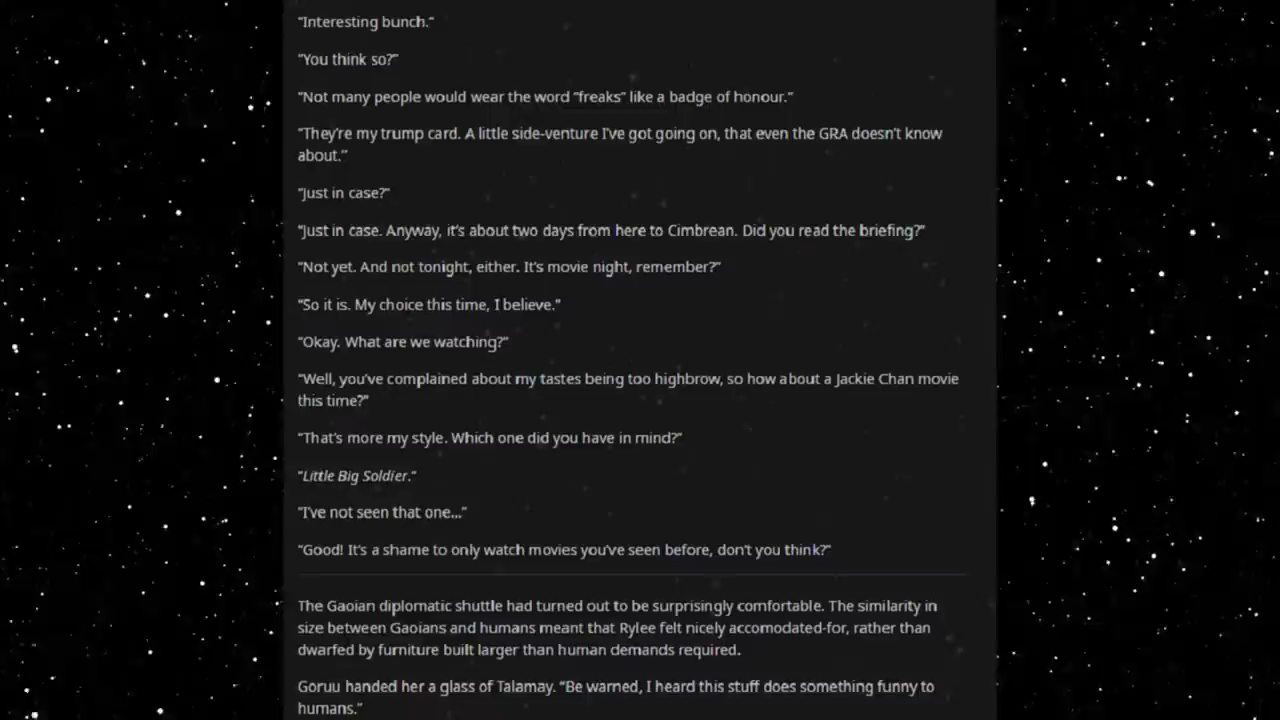 “Interesting bunch.”
“You think so?”
“Not many people would wear the word “freaks” like a badge of honour.”
“They’re my trump card. A little side-venture I’ve got going on, that even the GRA doesn’t know
about.”
“Just in case?”
“Just in case. Anyway, it’s about two days from here to Cimbrean. Did you read the briefing?”
“Not yet. And not tonight, either. It’s movie night, remember?”
“So it is. My choice this time, I believe.”
“Okay. What are we watching?”
“Well, you’ve complained about my tastes being too highbrow, so how about a Jackie Chan movie
this time?”
“That’s more my style. Which one did you have in mind?”
“Little Big Soldier.”
“I’ve not seen that one…”
“Good! It’s a shame to only watch movies you’ve seen before, don’t you think?”
The Gaoian diplomatic shuttle had turned out to be surprisingly comfortable. The similarity in
size between Gaoians and humans meant that Rylee felt nicely accomodated-for, rather than
dwarfed by furniture built larger than human demands required.
Goruu handed her a glass of Talamay. “Be warned, I heard this stuff does something funny to
humans.”